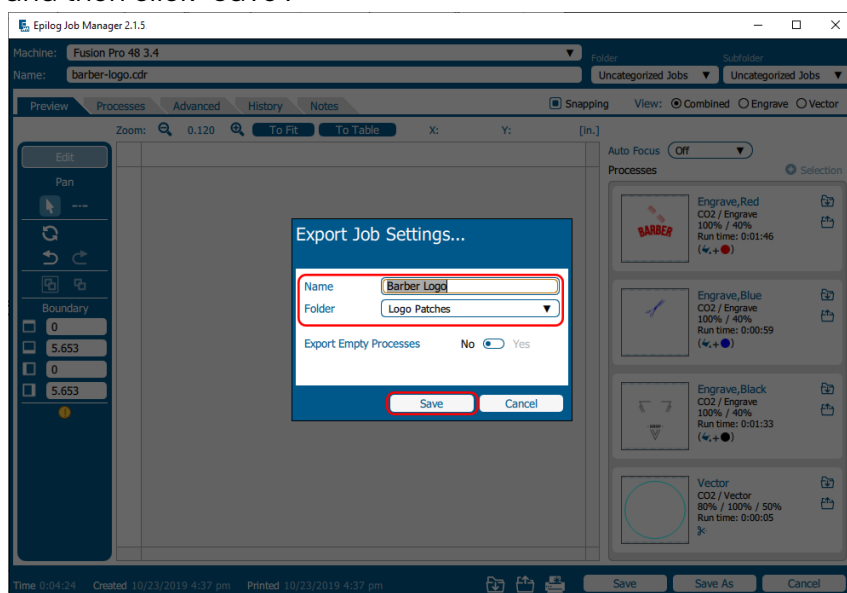 and then click "Save".
Epilog Job Manager 2.1.5
Machine: Fusion Pro 48 3.4
Folder Subfolder
Name: barber-logo.cdr Uncategorized Jobs Uncategorized Jobs
Preview Processes Advanced History Notes Snapping View: Combined Engrave Vector
Zoom: 0.120 To Fit To Table X: Y: [in.]
Edit
Pan
Boundary
0
5.653
0
5.653
Auto Focus Off
Processes Selection
BARBER
Engrave,Red
CO2 / Engrave
100% / 40%
Run time: 0:01:46
Engrave,Blue
CO2 / Engrave
100% / 40%
Run time: 0:00:59
Engrave,Black
CO2 / Engrave
100% / 40%
Run time: 0:01:33
Vector
CO2 / Vector
80% / 100% / 50%
Run time: 0:00:05
Export Job Settings...
Name Barber Logo
Folder Logo Patches
Export Empty Processes No Yes
Save Cancel
Time 0:04:24 Created 10/23/2019 4:37 pm Printed 10/23/2019 4:37 pm Save Save As Cancel